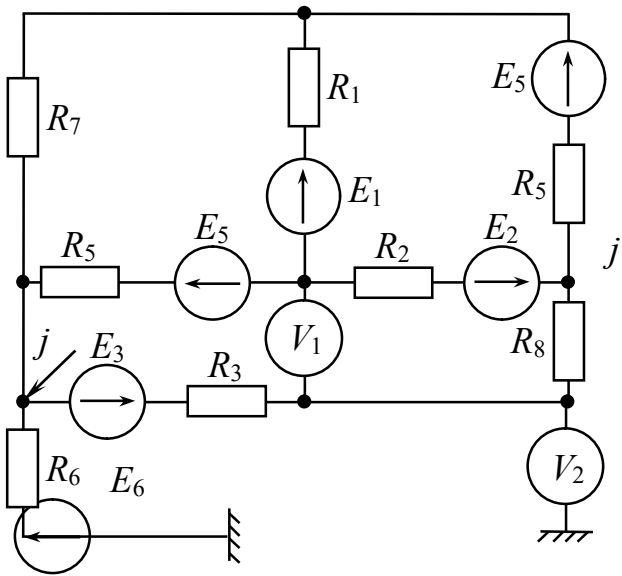 E₅
R₁
R₇
R₅
E₁
E₅
R₅
R₂
E₂
j
V₁
R₈
j
E₃
R₃
R₆
E₆
V₂